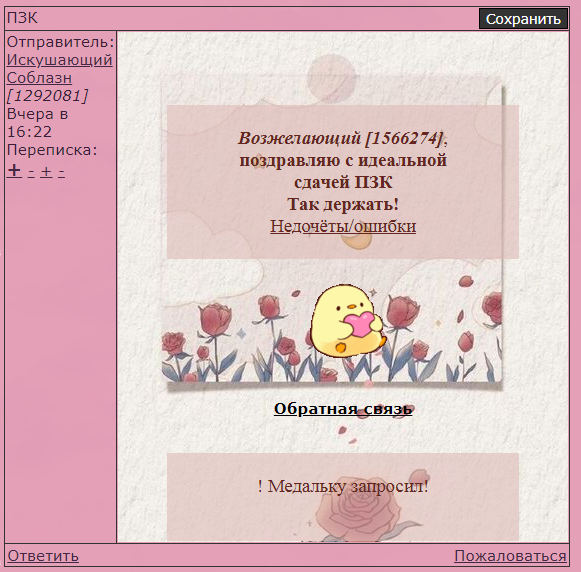 ПЗК
Сохранить
Отправитель:
Искушающий
Соблазн
[1292081]
Вчера в
16:22
Переписка:
+ - + -
Возжелающий [1566274],
поздравляю с идеальной
сдачей ПЗК
Так держать!
Недочёты/ошибки
Обратная связь
! Медальку запросил!
Ответить
Пожаловаться